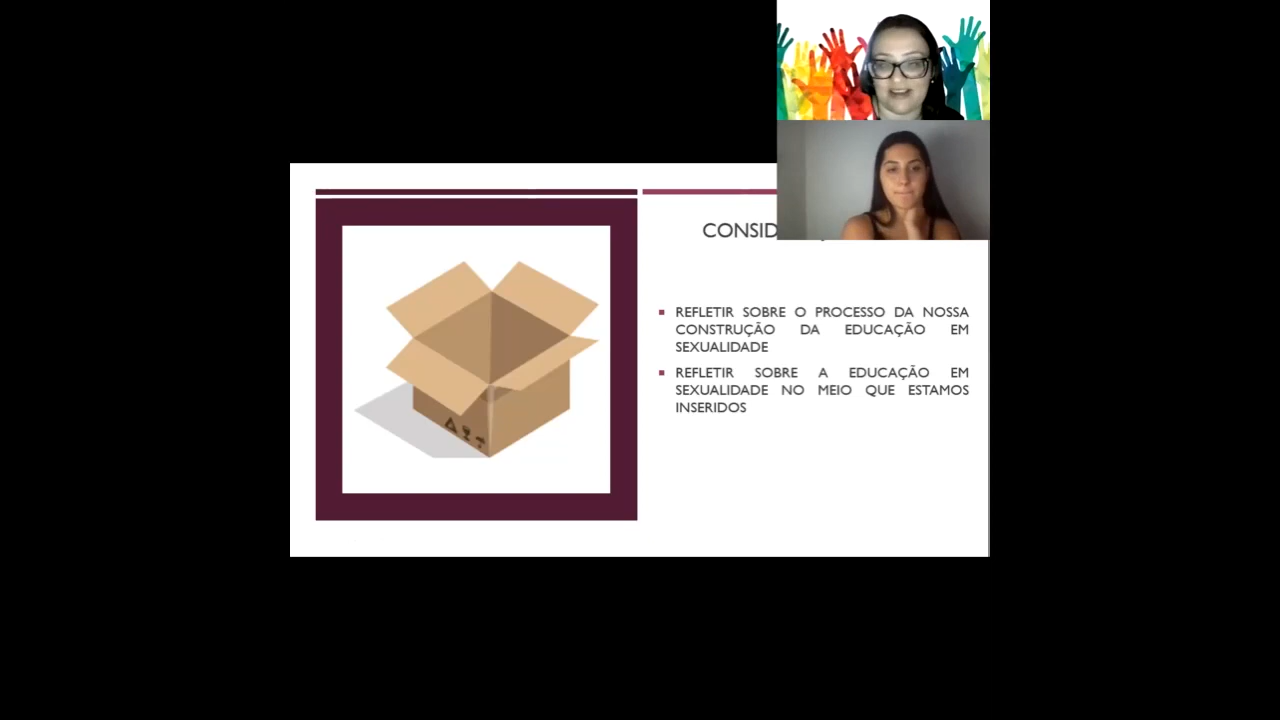 REFLETIR SOBRE O PROCESSO DA NOSSA
CONSTRUÇÃO DA EDUCAÇÃO EM
SEXUALIDADE
REFLETIR SOBRE A EDUCAÇÃO EM
SEXUALIDADE NO MEIO QUE ESTAMOS
INSERIDOS